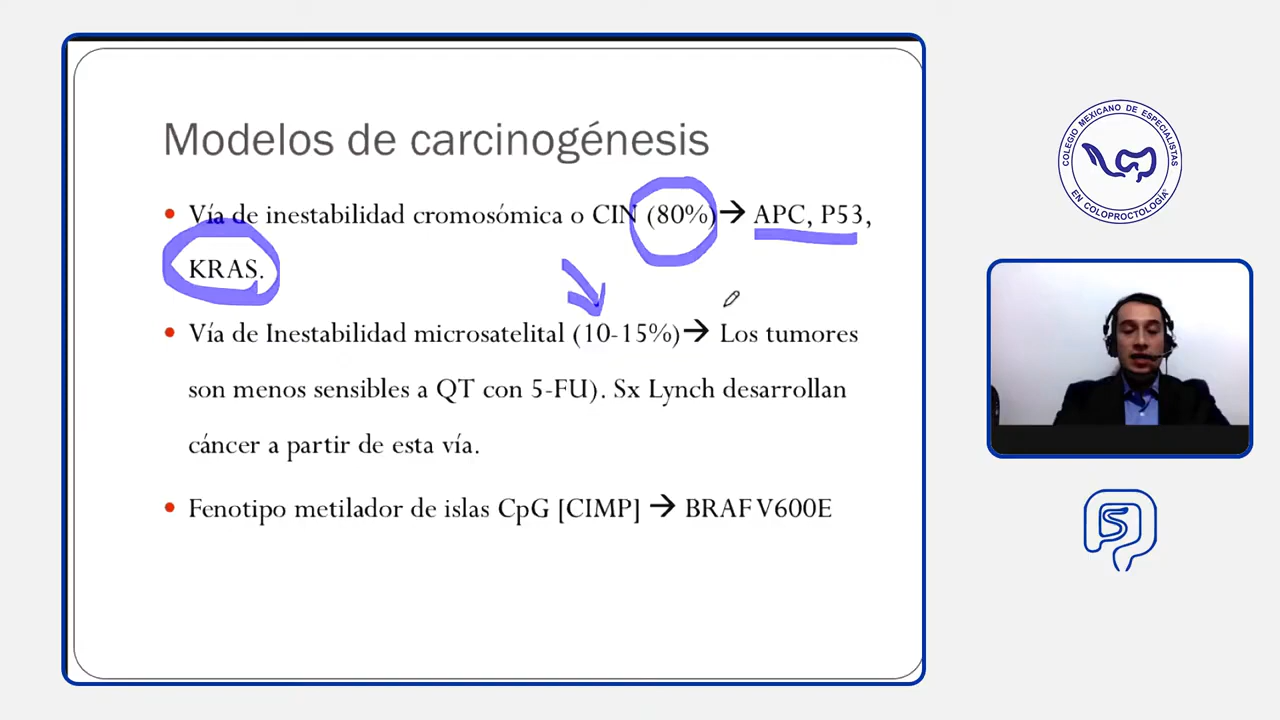 Modelos de carcinogénesis
• Vía de inestabilidad cromosómica o CIN (80%)→ APC, P53,
KRAS.
• Vía de Inestabilidad microsatelital (10-15%)→ Los tumores
son menos sensibles a QT con 5-FU). Sx Lynch desarrollan
cáncer a partir de esta vía.
• Fenotipo metilador de islas CpG [CIMP] → BRAF V600E
COLEGIO MEXICANO DE ESPECIALISTAS
EN COLOPROCTOLOGÍA